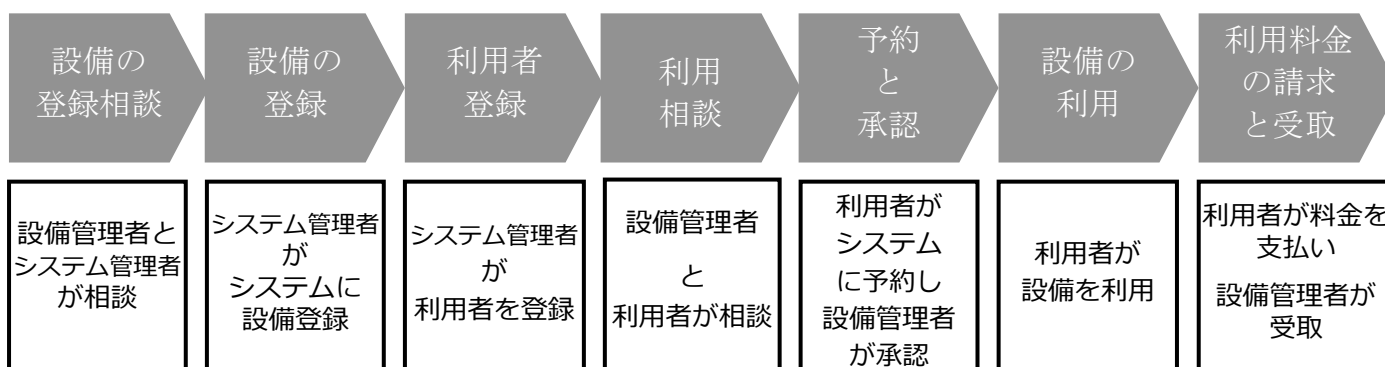 設備の
登録相談
設備の
登録
利用者
登録
利用
相談
予約
と
承認
設備の
利用
利用料金
の請求
と受取
設備管理者と
システム管理者
が相談
システム管理者
が
システムに
設備登録
システム管理者
が
利用者を登録
設備管理者
と
利用者が相談
利用者が
システム
に予約し
設備管理者
が承認
利用者が
設備を利用
利用者が料金を
支払い
設備管理者が
受取